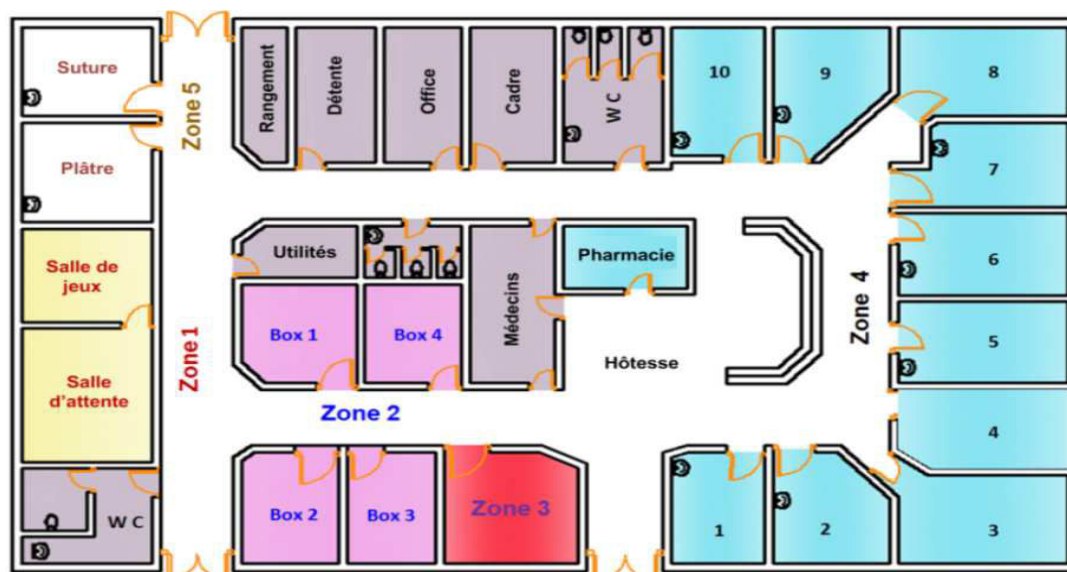 Suture
Plâtre
Salle de
jeux
Salle
d'attente
W C
Zone 5
Zone 1
Rangement
Détente
Office
Cadre
W C
10
9
8
7
6
5
4
3
2
1
Utilités
Médecins
Pharmacie
Box 1
Box 4
Hôtesse
Zone 4
Zone 2
Box 2
Box 3
Zone 3